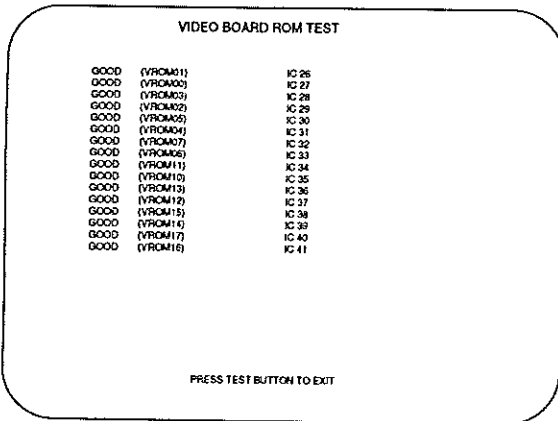 VIDEO BOARD ROM TEST
GOOD (VROM01) IC 26
GOOD (VROM00) IC 27
GOOD (VROM03) IC 28
GOOD (VROM02) IC 29
GOOD (VROM05) IC 30
GOOD (VROM04) IC 31
GOOD (VROM07) IC 32
GOOD (VROM06) IC 33
GOOD (VROM11) IC 34
GOOD (VROM10) IC 35
GOOD (VROM13) IC 36
GOOD (VROM12) IC 37
GOOD (VROM15) IC 38
GOOD (VROM14) IC 39
GOOD (VROM17) IC 40
GOOD (VROM16) IC 41
PRESS TEST BUTTON TO EXIT